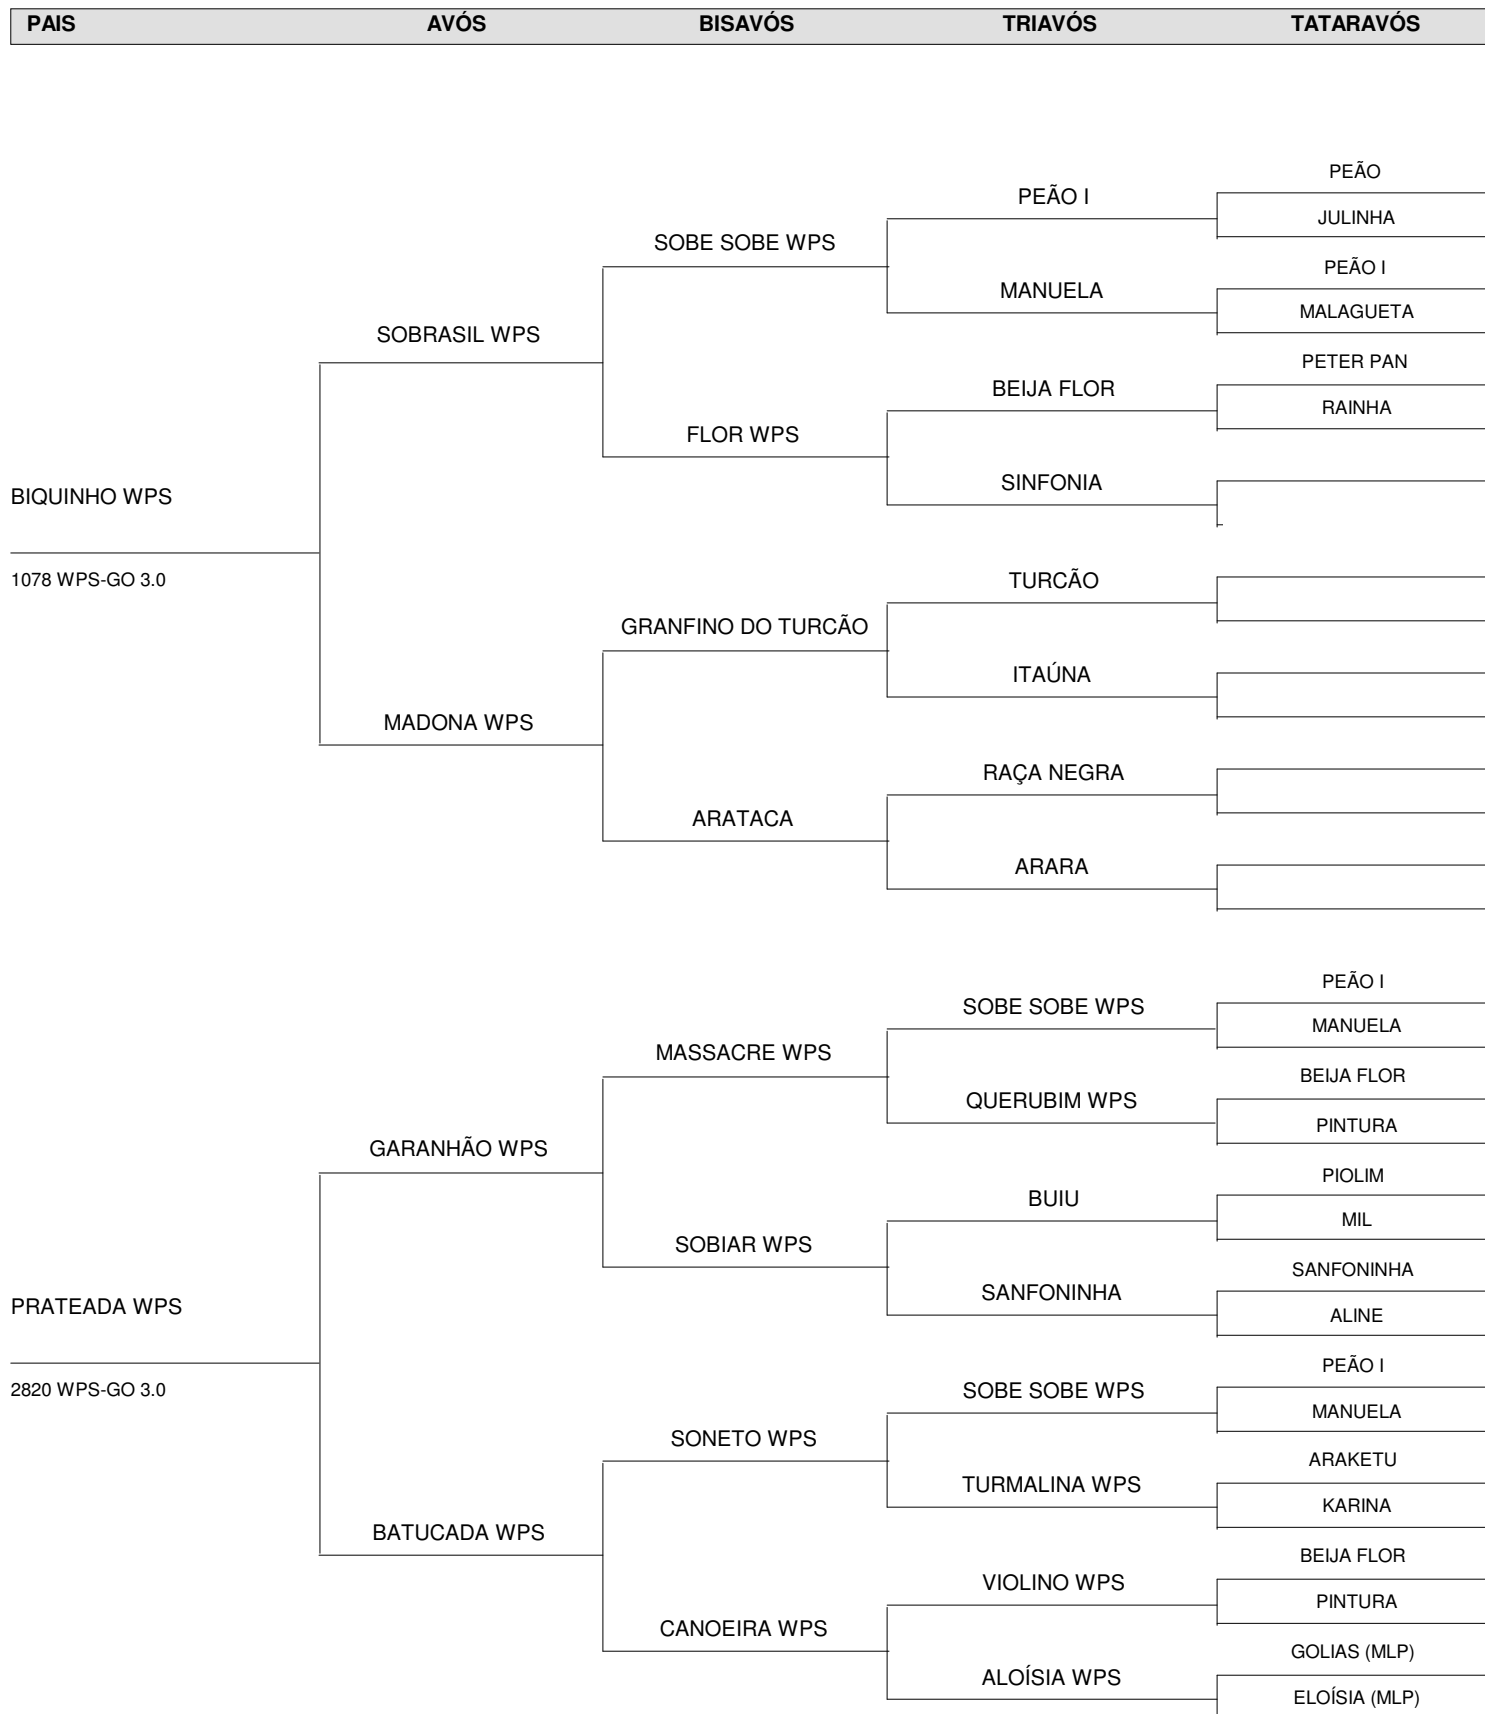 PAIS AVÓS BISAVÓS TRIAVÓS TATARAVÓS
PEÃO
PEÃO I
JULINHA
SOBE SOBE WPS
PEÃO I
MANUELA
MALAGUETA
SOBRASIL WPS
PETER PAN
BEIJA FLOR
RAINHA
FLOR WPS
SINFONIA
BIQUINHO WPS
1078 WPS-GO 3.0
TURCÃO
GRANFINO DO TURCÃO
ITAÚNA
MADONA WPS
RAÇA NEGRA
ARATACA
ARARA
PEÃO I
SOBE SOBE WPS
MANUELA
MASSACRE WPS
BEIJA FLOR
QUERUBIM WPS
PINTURA
GARANHÃO WPS
PIOLIM
BUIU
MIL
SOBIAR WPS
SANFONINHA
SANFONINHA
PRATEADA WPS
ALINE
PEÃO I
2820 WPS-GO 3.0
SOBE SOBE WPS
MANUELA
SONETO WPS
ARAKETU
TURMALINA WPS
KARINA
BATUCADA WPS
BEIJA FLOR
VIOLINO WPS
PINTURA
CANOEIRA WPS
GOLIAS (MLP)
ALOÍSIA WPS
ELOÍSIA (MLP)